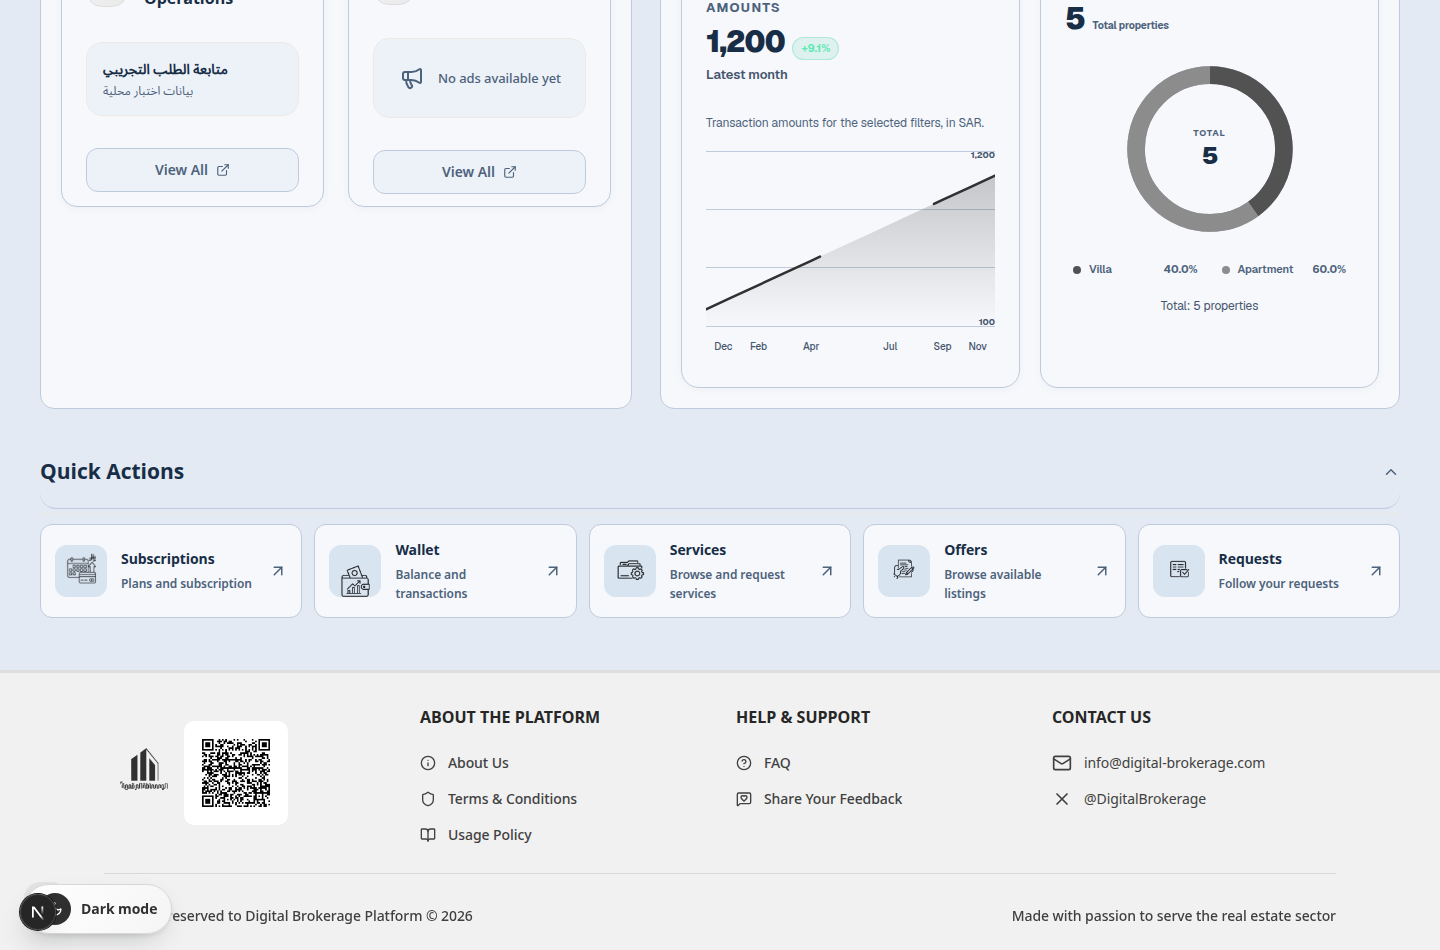 Operations
متابعة الطلب التجريبي
بيانات اختبار محلية
View All
No ads available yet
View All
AMOUNTS
1,200 +9.1%
Latest month
Transaction amounts for the selected filters, in SAR.
1,200
100
Dec Feb Apr Jul Sep Nov
5 Total properties
TOTAL
5
Villa 40.0% Apartment 60.0%
Total: 5 properties
Quick Actions
Subscriptions
Plans and subscription
Wallet
Balance and
transactions
Services
Browse and request
services
Offers
Browse available
listings
Requests
Follow your requests
ABOUT THE PLATFORM
About Us
Terms & Conditions
Usage Policy
HELP & SUPPORT
FAQ
Share Your Feedback
CONTACT US
info@digital-brokerage.com
@DigitalBrokerage
N
Dark mode
reserved to Digital Brokerage Platform © 2026
Made with passion to serve the real estate sector